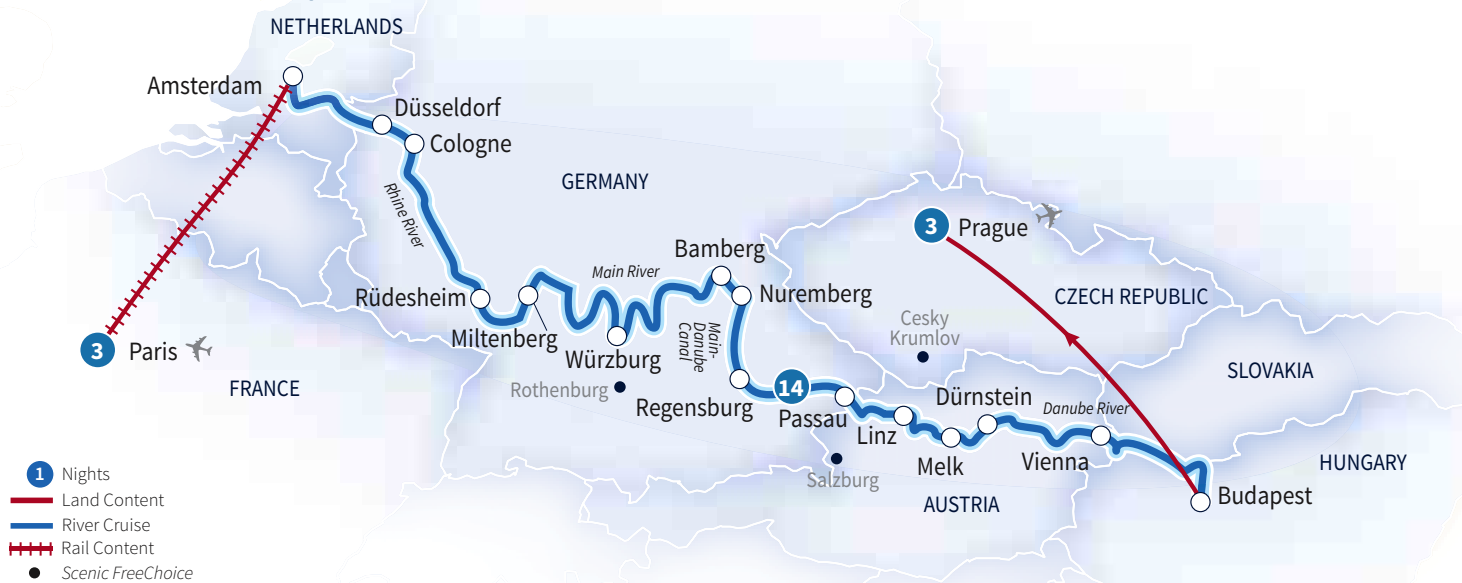 NETHERLANDS
Amsterdam
Düsseldorf
Cologne
GERMANY
Rhine River
3
Prague
Bamberg
Main River
Rüdesheim
Nuremberg
CZECH REPUBLIC
Miltenberg
Cesky
Krumlov
Main-
Danube
Canal
3
Paris
Würzburg
SLOVAKIA
FRANCE
Rothenburg
14
Regensburg
Passau
Dürnstein
Danube River
Linz
Melk
Vienna
HUNGARY
Salzburg
AUSTRIA
Budapest
1 Nights
Land Content
River Cruise
Rail Content
Scenic FreeChoice